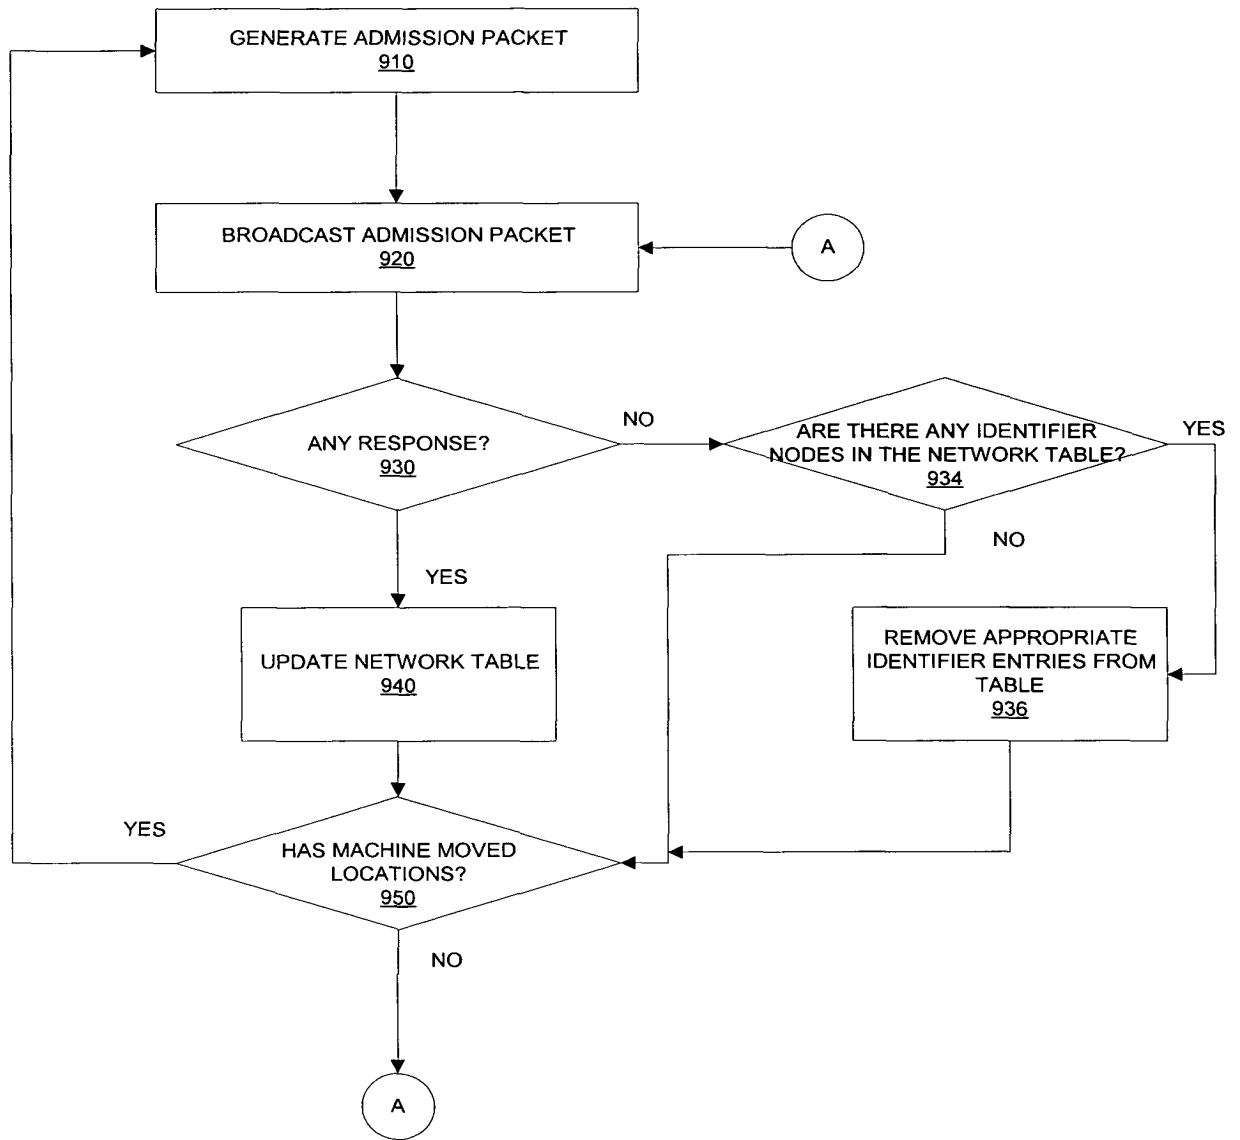 GENERATE ADMISSION PACKET
910
BROADCAST ADMISSION PACKET
920
A
ANY RESPONSE?
930
NO
ARE THERE ANY IDENTIFIER
NODES IN THE NETWORK TABLE?
934
YES
NO
YES
UPDATE NETWORK TABLE
940
REMOVE APPROPRIATE
IDENTIFIER ENTRIES FROM
TABLE
936
YES
HAS MACHINE MOVED
LOCATIONS?
950
NO
A